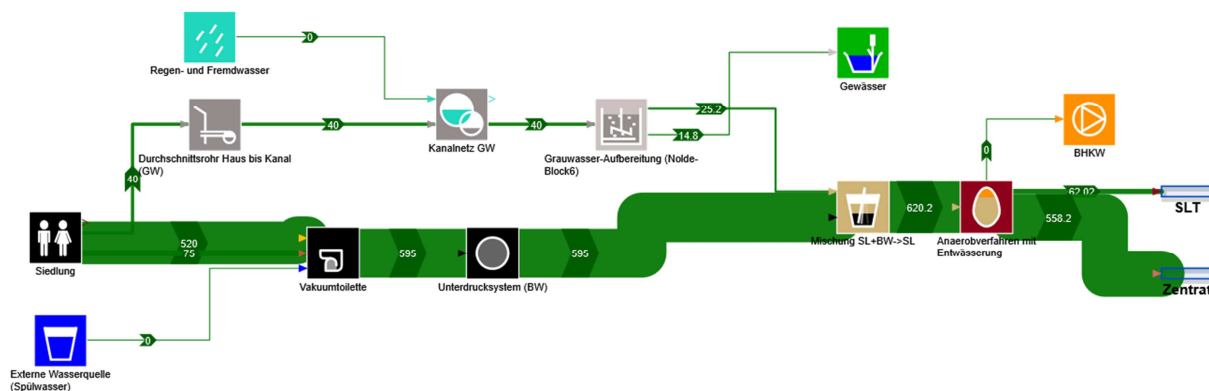 0
Regen- und Fremdwasser
Gewässer
25.2
14.8
40
40
Durchschnittsrohr Haus bis Kanal
(GW)
Kanalnetz GW
>
Grauwasser-Aufbereitung (Nolde-
Block6)
0
BHKW
40
62.02
SLT
620.2
558.2
Siedlung
520
75
Mischung SL+BW->SL
Anaerobverfahren mit
Entwässerung
595
595
Vakuumtoilette
Unterdrucksystem (BW)
Zentrat
0
Externe Wasserquelle
(Spülwasser)